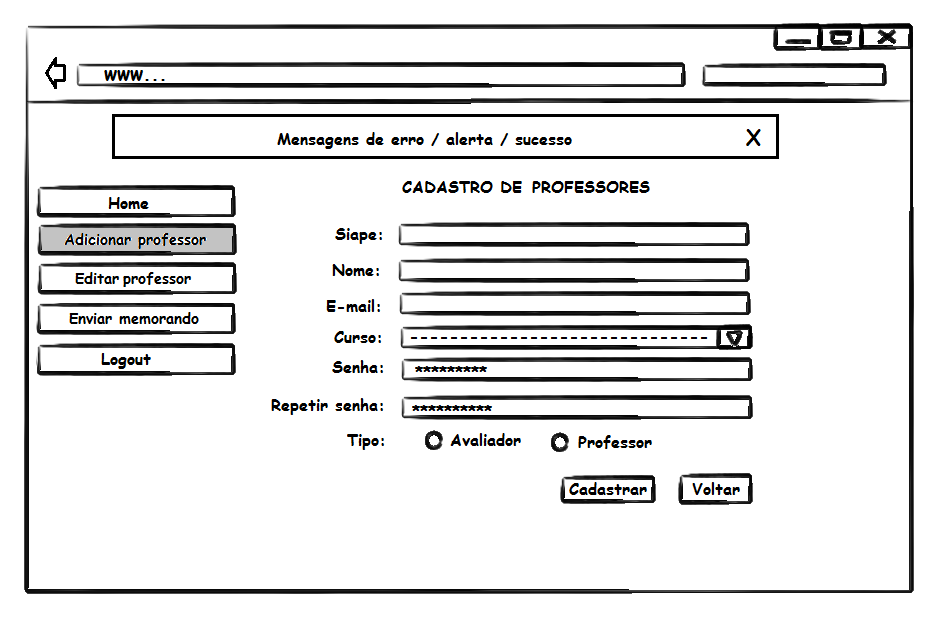 www...
Mensagens de erro / alerta / sucesso X
CADASTRO DE PROFESSORES
Home
Adicionar professor
Editar professor
Enviar memorando
Logout
Siape:
Nome:
E-mail:
Curso: ----------------------------
Senha: *********
Repetir senha: **********
Tipo: Avaliador Professor
Cadastrar Voltar